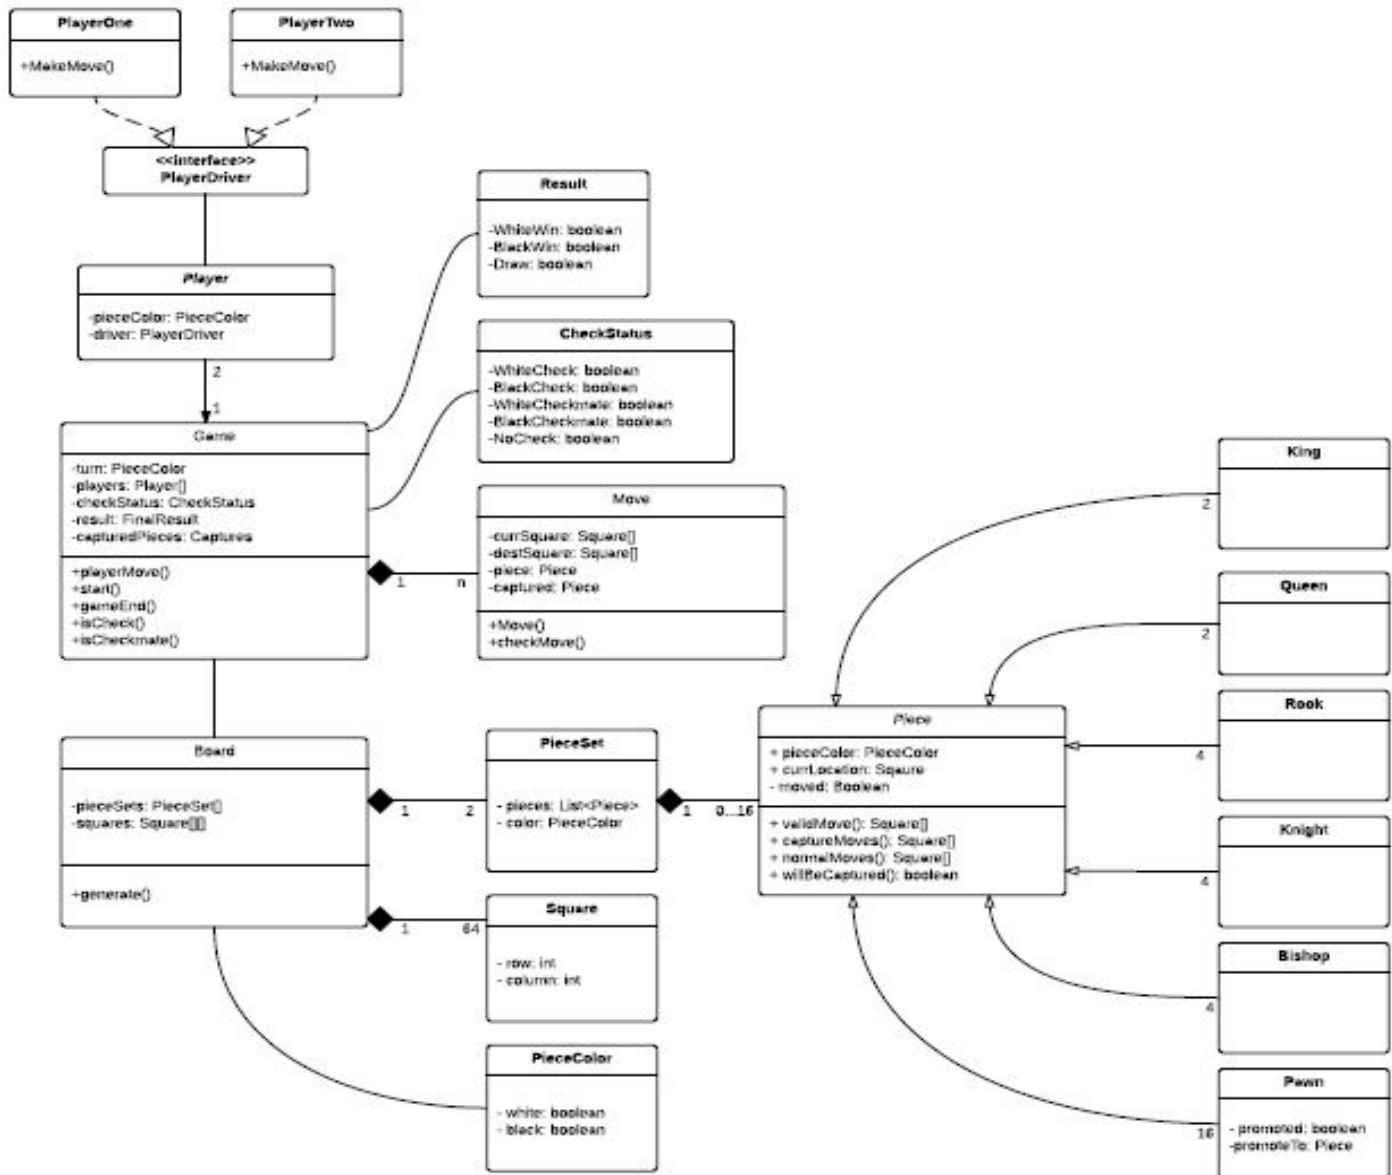 PlayerOne
+MakeMove()
PlayerTwo
+MakeMove()
<<interface>>
PlayerDriver
Player
-pieceColor: PieceColor
-driver: PlayerDriver
2
1
Result
-WhiteWin: boolean
-BlackWin: boolean
-Draw: boolean
CheckStatus
-WhiteCheck: boolean
-BlackCheck: boolean
-WhiteCheckmate: boolean
-BlackCheckmate: boolean
-NoCheck: boolean
Game
-turn: PieceColor
-players: Player[]
-checkStatus: CheckStatus
-result: FinalResult
-capturedPieces: Captures
+playerMove()
+start()
+gameEnd()
+isCheck()
+isCheckmate()
1
n
Move
-currSquare: Square[]
-destSquare: Square[]
-piece: Piece
-captured: Piece
+Move()
+checkMove()
Board
-pieceSets: PieceSet[]
-squares: Square[][]
+generate()
1
2
PieceSet
- pieces: List<Piece>
- color: PieceColor
1
0...16
1
64
Square
- row: int
- column: int
PieceColor
- white: boolean
- black: boolean
Piece
+ pieceColor: PieceColor
+ currLocation: Sqaure
- moved: Boolean
+ validMove(): Square[]
+ captureMoves(): Square[]
+ normalMoves(): Square[]
+ willBeCaptured(): boolean
King
2
Queen
2
Rook
4
Knight
4
Bishop
4
Pawn
- promoted: boolean
-promoteTo: Piece
16